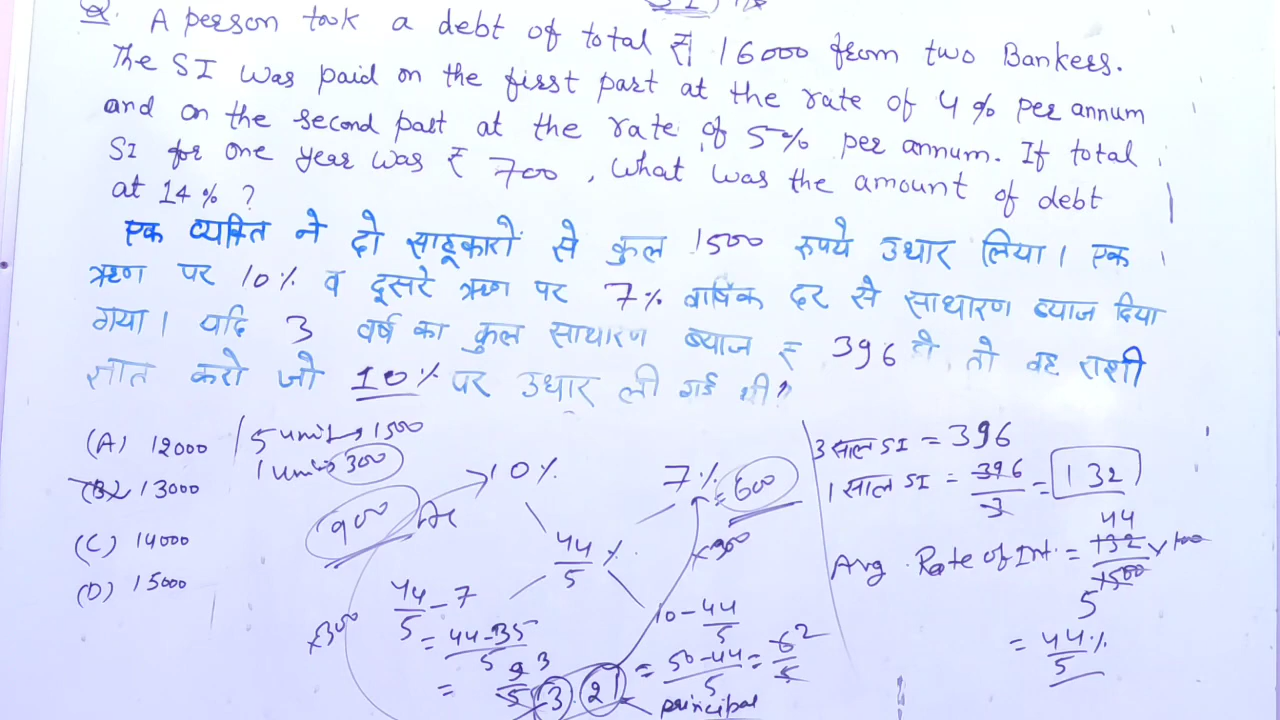 Q. A person took a debt of total ₹ 16000 from two Bankers.
The SI was paid on the first part at the rate of 4% per annum
and on the second part at the rate of 5% per annum. If total
SI for one year was ₹ 700, What was the amount of debt
at 14% ?
एक व्यक्ति ने दो साहूकारों से कुल 1500 रुपये उधार लिया। एक
ऋण पर 10% व दूसरे ऋण पर 7% वार्षिक दर से साधारण ब्याज दिया
गया। यदि 3 वर्ष का कुल साधारण ब्याज ₹ 396 तो वह राशी
ज्ञात करो जो 10% पर उधार ली गई थी?
(A) 12000
5 unit → 1500
1 unit → 300
(B) 13000
(C) 14000
(D) 15000
10%
7%
= 600
900
44/5 %
×300
×300
44/5 - 7
= 44-35/5
= 9/5 3
10 - 44/5
= 50-44/5 = 6/5 2
3 : 2
principal
3 साल SI = 396
1 साल SI = 396/3 = 132
Avg. Rate of Int. = 132/1500 × 100
44
5
= 44/5 %